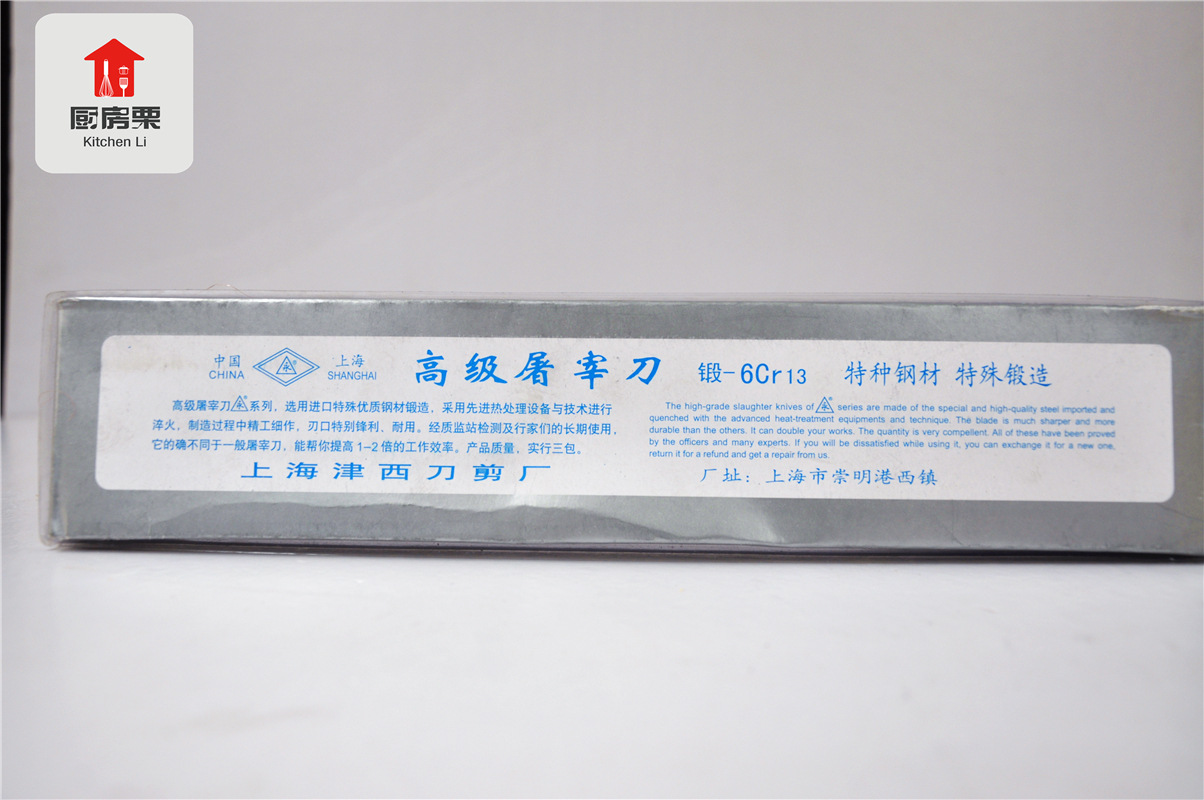 厨房栗
Kitchen Li
中国 上海
CHINA SHANGHAI
高级屠宰刀 锻-6Cr13 特种钢材 特殊锻造
高级屠宰刀 系列，选用进口特殊优质钢材锻造，采用先进热处理设备与技术进行
淬火，制造过程中精工细作，刃口特别锋利、耐用。经质监站检测及行家们的长期使用，
它的确不同于一般屠宰刀，能帮你提高1-2倍的工作效率。产品质量，实行三包。
上海津西刀剪厂
The high-grade slaughter knives of series are made of the special and high-quality steel imported and
quenched with the advanced heat-treatment equipments and technique. The blade is much sharper and more
durable than the others. It can double your works. The quantity is very compellent. All of these have been proved
by the officers and many experts. If you will be dissatisfied while using it, you can exchange it for a new one,
return it for a refund and get a repair from us.
厂址：上海市崇明港西镇